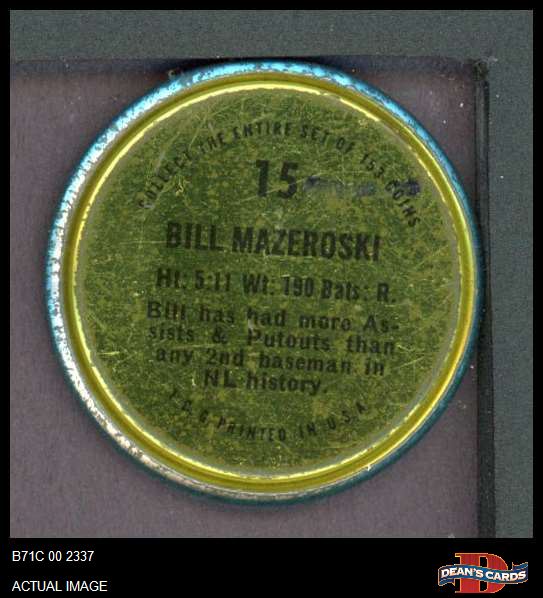 COLLECT THE ENTIRE SET OF 153 COINS
15
BILL MAZEROSKI
Ht: 5:11 Wt: 190 Bats: R.
Bill has had more As-
sists & Putouts than
any 2nd baseman in
NL history.
T.C.G PRINTED IN U.S.A.
B71C 00 2337
ACTUAL IMAGE
D
DEAN'S CARDS